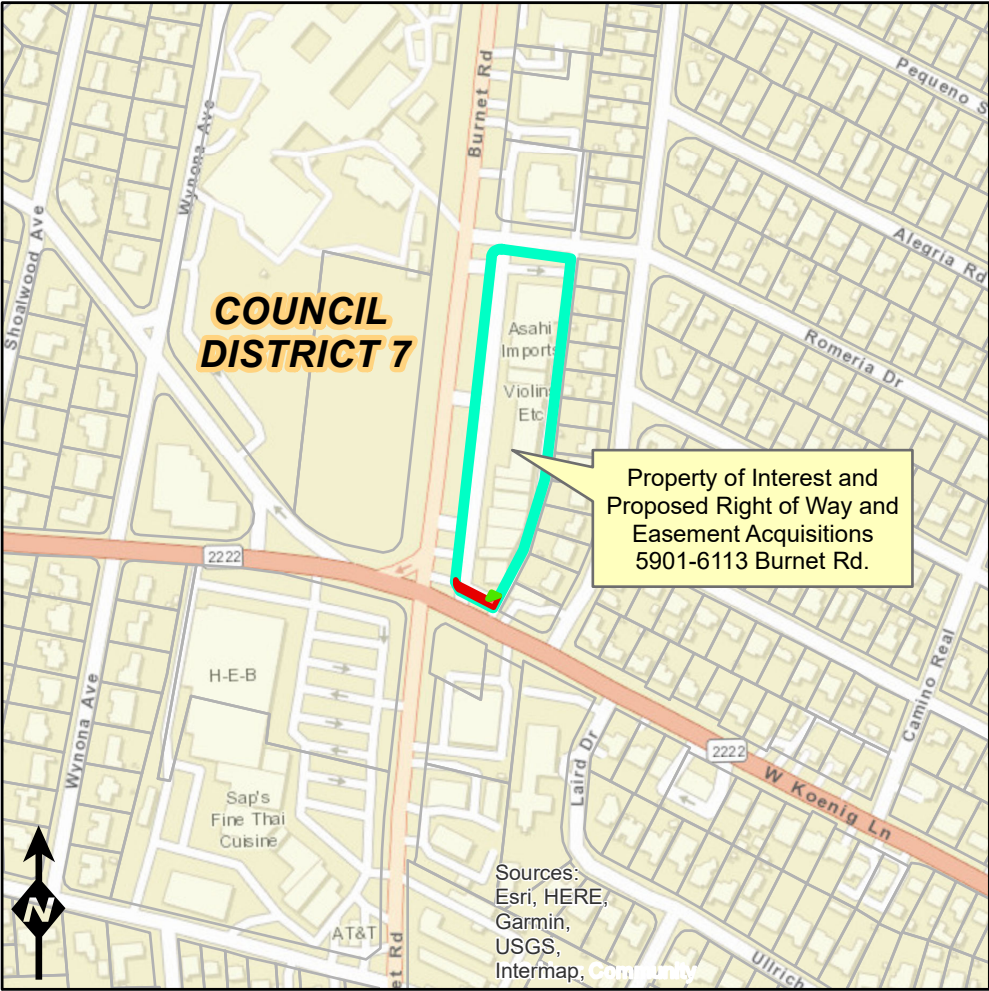 Burnet Rd
Pequeno S
Wynona Ave
Shoalwood Ave
Alegria Rd
COUNCIL
DISTRICT 7
Asahi
Imports
Violins
Etc
Romeria Dr
Property of Interest and
Proposed Right of Way and
Easement Acquisitions
5901-6113 Burnet Rd.
2222
H-E-B
Wynona Ave
Camino Real
Laird Dr
2222
W Koenig Ln
Sap's
Fine Thai
Cuisine
N
AT&T
et Rd
Sources:
Esri, HERE,
Garmin,
USGS,
Intermap, Community
Ullrich